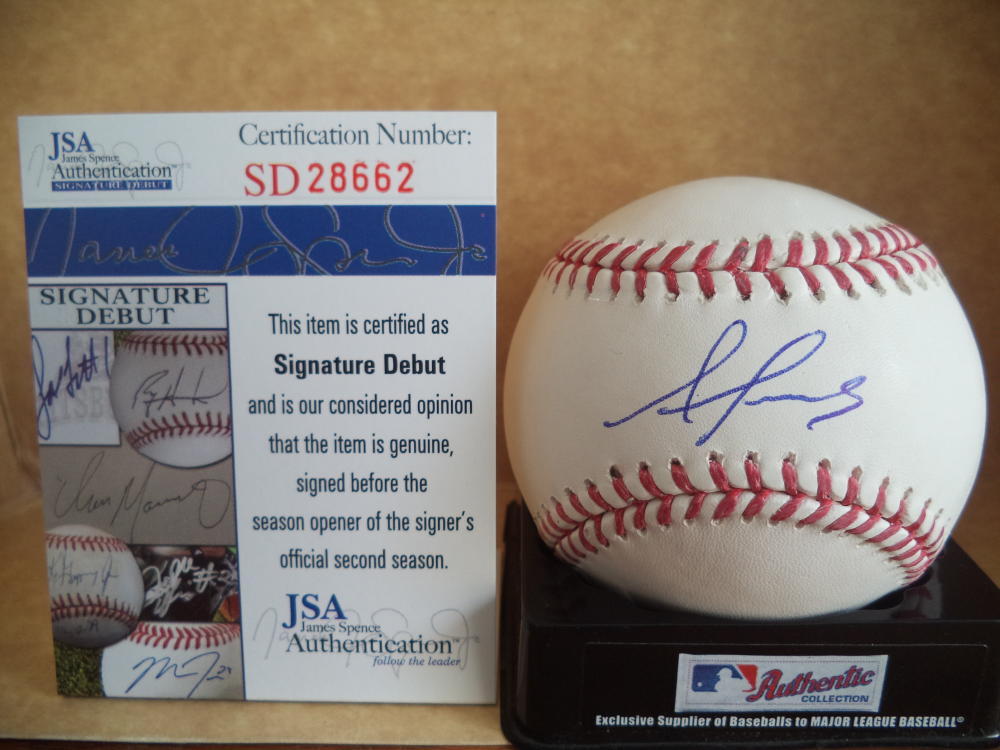 JSA
James Spence
Authentication™
SIGNATURE DEBUT
Certification Number:
SD28662
SIGNATURE
DEBUT
This item is certified as
Signature Debut
and is our considered opinion
that the item is genuine,
signed before the
season opener of the signer's
official second season.
JSA
James Spence
Authentication™
follow the leader
Authentic
COLLECTION
Exclusive Supplier of Baseballs to MAJOR LEAGUE BASEBALL®